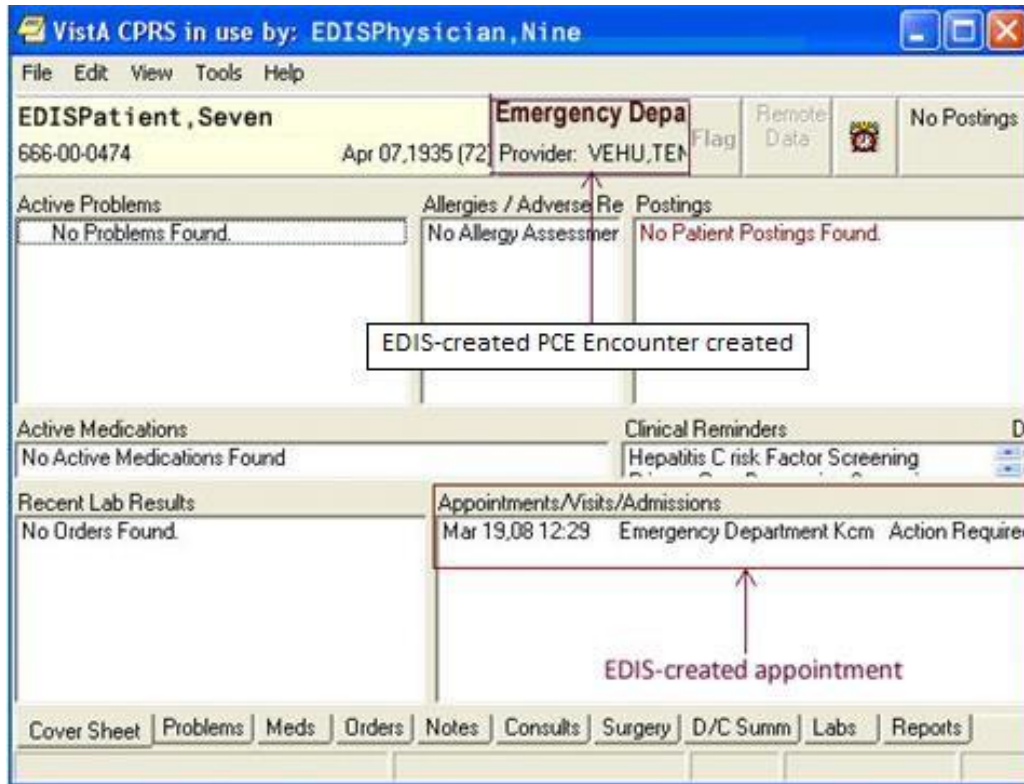 VistA CPRS in use by: EDISPhysician,Nine
File Edit View Tools Help
EDISPatient,Seven
666-00-0474 Apr 07,1935 (72)
Emergency Depa
Provider: VEHU,TEN
Flag
Remote
Data
No Postings
Active Problems
No Problems Found.
Allergies / Adverse Re
No Allergy Assessmer
Postings
No Patient Postings Found.
EDIS-created PCE Encounter created
Active Medications
No Active Medications Found
Clinical Reminders D
Hepatitis C risk Factor Screening
Recent Lab Results
No Orders Found.
Appointments/Visits/Admissions
Mar 19,08 12:29 Emergency Department Kcm Action Required
EDIS-created appointment
Cover Sheet Problems Meds Orders Notes Consults Surgery D/C Summ Labs Reports